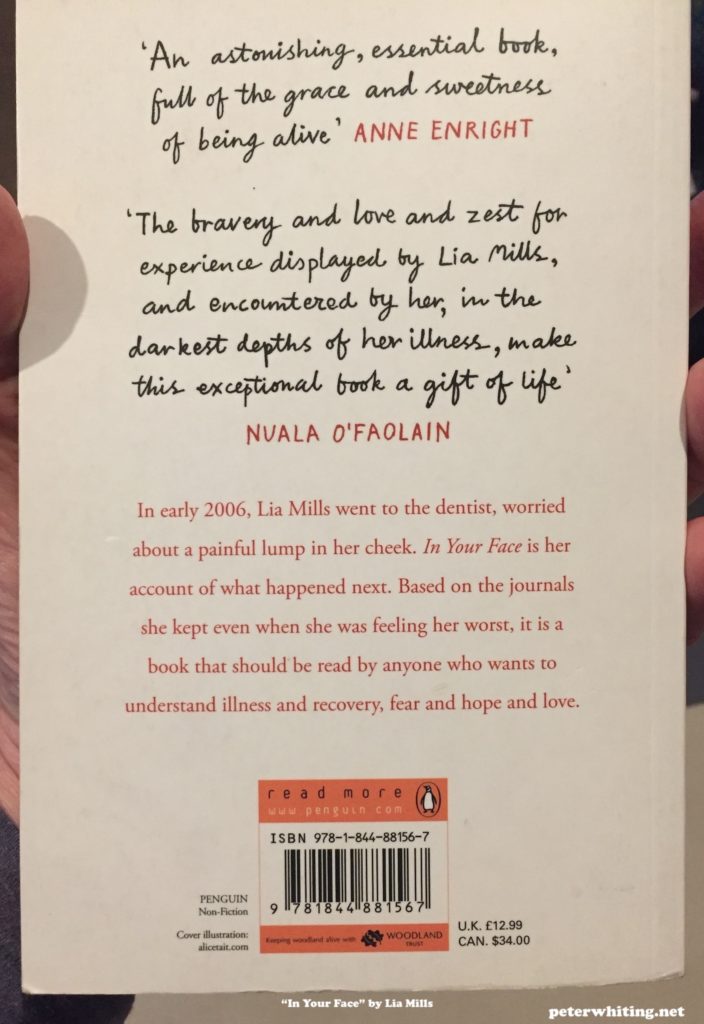 'An astonishing, essential book,
full of the grace and sweetness
of being alive' ANNE ENRIGHT
'The bravery and love and zest for
experience displayed by Lia Mills,
and encountered by her, in the
darkest depths of her illness, make
this exceptional book a gift of life'
NUALA O'FAOLAIN
In early 2006, Lia Mills went to the dentist, worried
about a painful lump in her cheek. In Your Face is her
account of what happened next. Based on the journals
she kept even when she was feeling her worst, it is a
book that should be read by anyone who wants to
understand illness and recovery, fear and hope and love.
read more
www.penguin.com
ISBN 978-1-844-88156-7
9 781844 881567
PENGUIN
Non-Fiction
Cover illustration:
alicetait.com
Keeping woodland alive with WOODLAND
TRUST
U.K. £12.99
CAN. $34.00
"In Your Face" by Lia Mills
peterwhiting.net